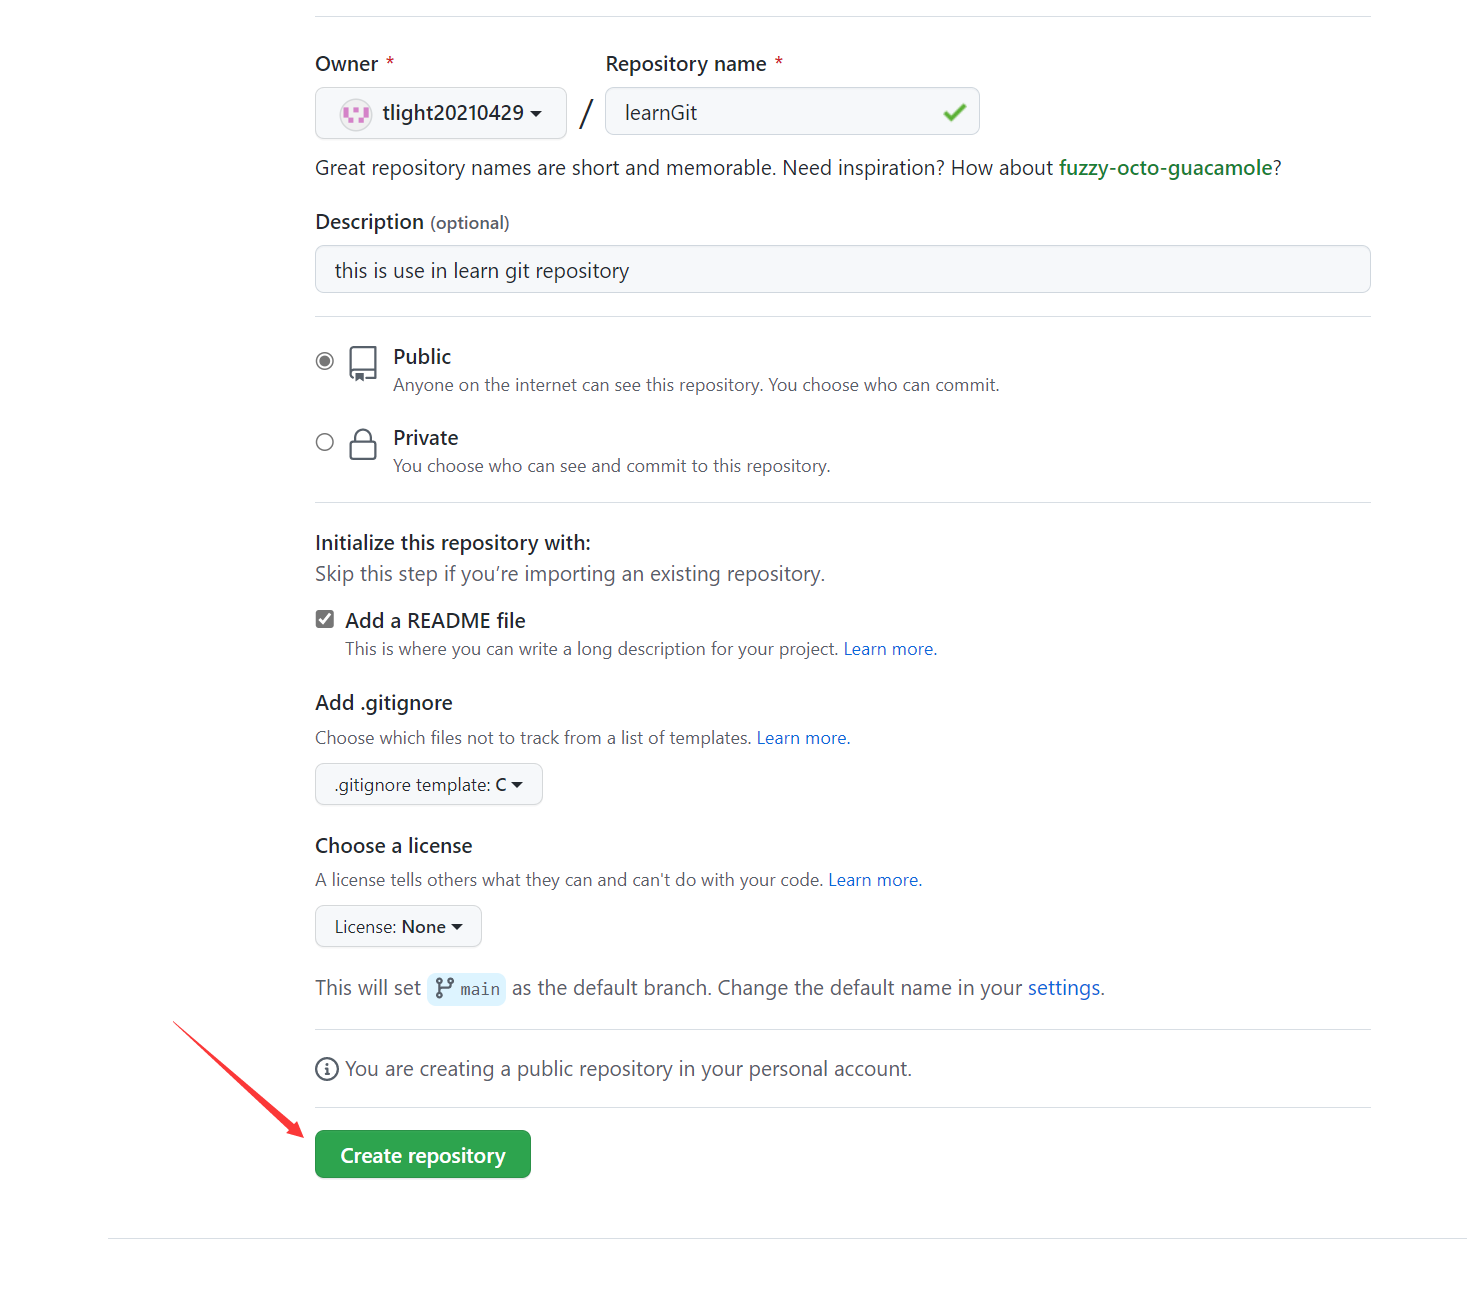 Owner * Repository name *
tlight20210429 / learnGit
Great repository names are short and memorable. Need inspiration? How about fuzzy-octo-guacamole?
Description (optional)
this is use in learn git repository
Public
Anyone on the internet can see this repository. You choose who can commit.
Private
You choose who can see and commit to this repository.
Initialize this repository with:
Skip this step if you’re importing an existing repository.
Add a README file
This is where you can write a long description for your project. Learn more.
Add .gitignore
Choose which files not to track from a list of templates. Learn more.
.gitignore template: C
Choose a license
A license tells others what they can and can't do with your code. Learn more.
License: None
This will set main as the default branch. Change the default name in your settings.
You are creating a public repository in your personal account.
Create repository